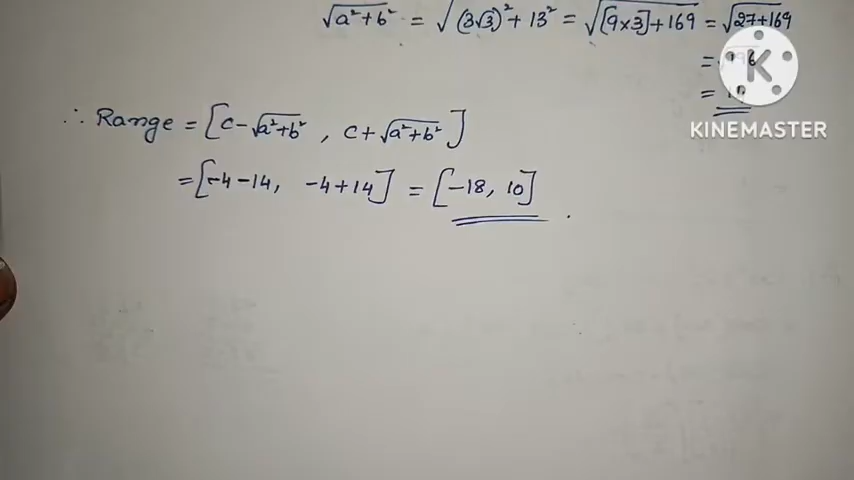 √(a²+b²) = √((3√3)²+13²) = √([9×3]+169) = √(27+169)
=
=
KINEMASTER
∴ Range = [c-√(a²+b²) , c+√(a²+b²)]
= [-4-14, -4+14] = [-18, 10]